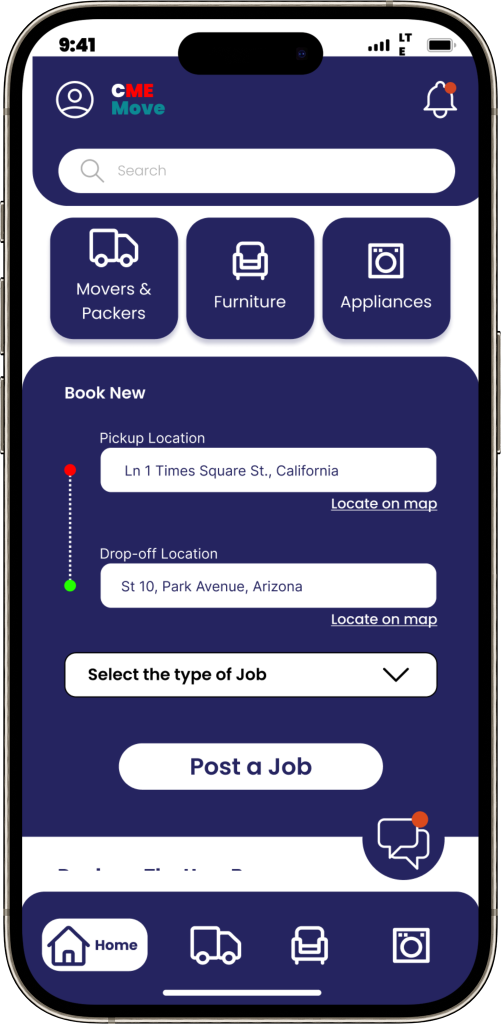 9:41
LT
E
CME
Move
Search
Movers &
Packers
Furniture
Appliances
Book New
Pickup Location
Ln 1 Times Square St., California
Locate on map
Drop-off Location
St 10, Park Avenue, Arizona
Locate on map
Select the type of Job
Post a Job
Home